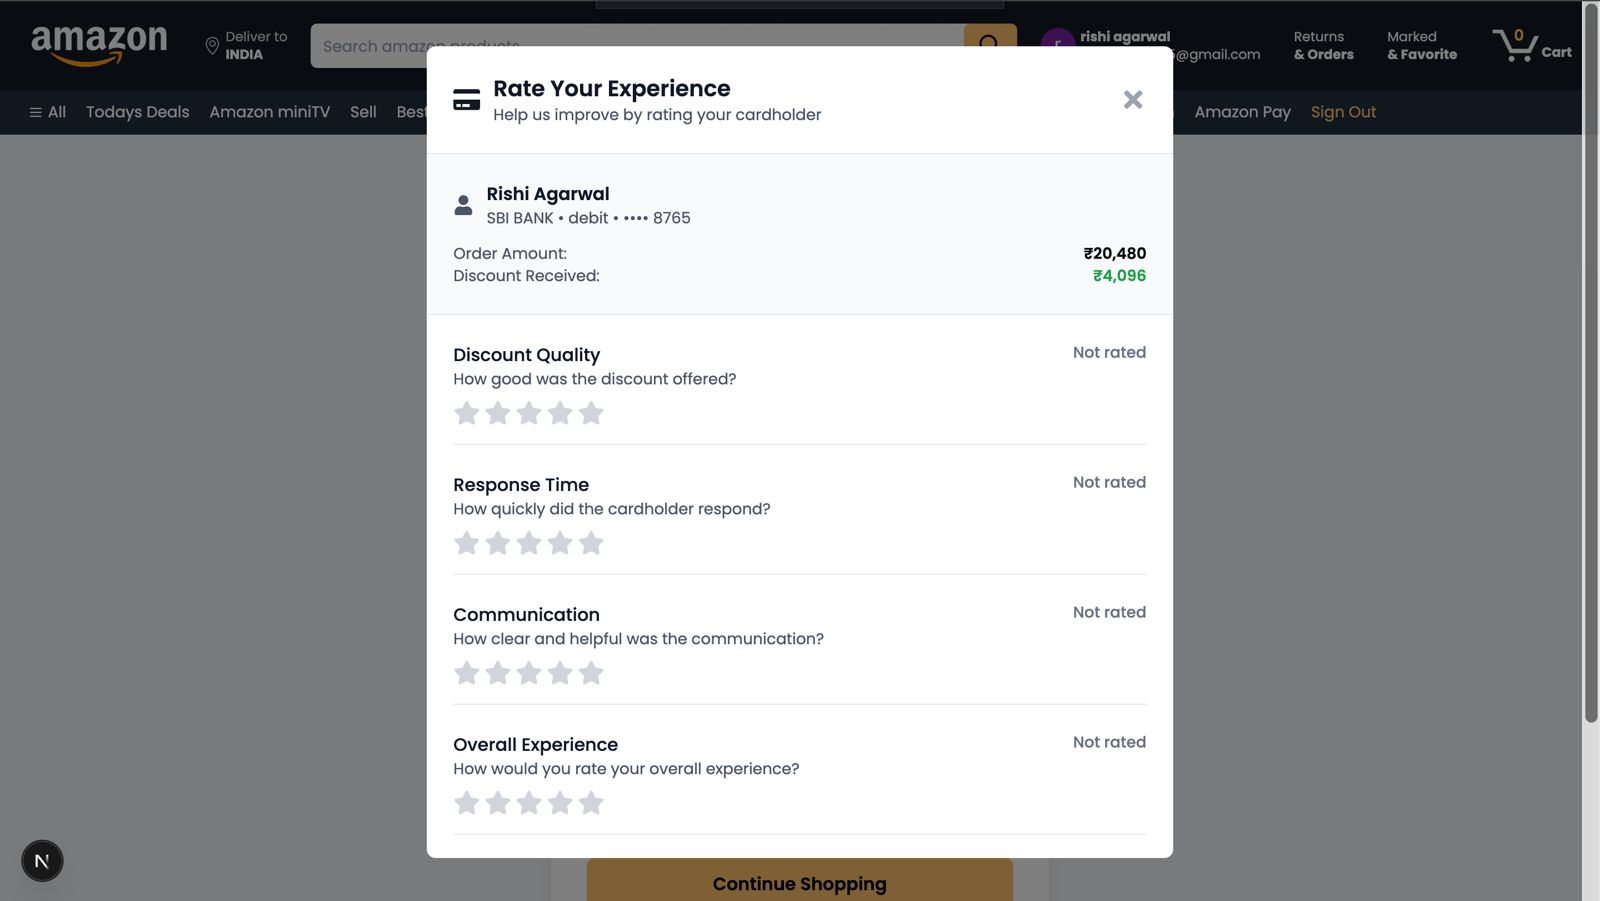 amazon
Deliver to
INDIA
Search amazon products
r
rishi agarwal
@gmail.com
Returns
& Orders
Marked
& Favorite
0
Cart
All
Todays Deals
Amazon miniTV
Sell
Best
Amazon Pay
Sign Out
Rate Your Experience
Help us improve by rating your cardholder
Rishi Agarwal
SBI BANK • debit • •••• 8765
Order Amount:
₹20,480
Discount Received:
₹4,096
Discount Quality
Not rated
How good was the discount offered?
Response Time
Not rated
How quickly did the cardholder respond?
Communication
Not rated
How clear and helpful was the communication?
Overall Experience
Not rated
How would you rate your overall experience?
N
Continue Shopping